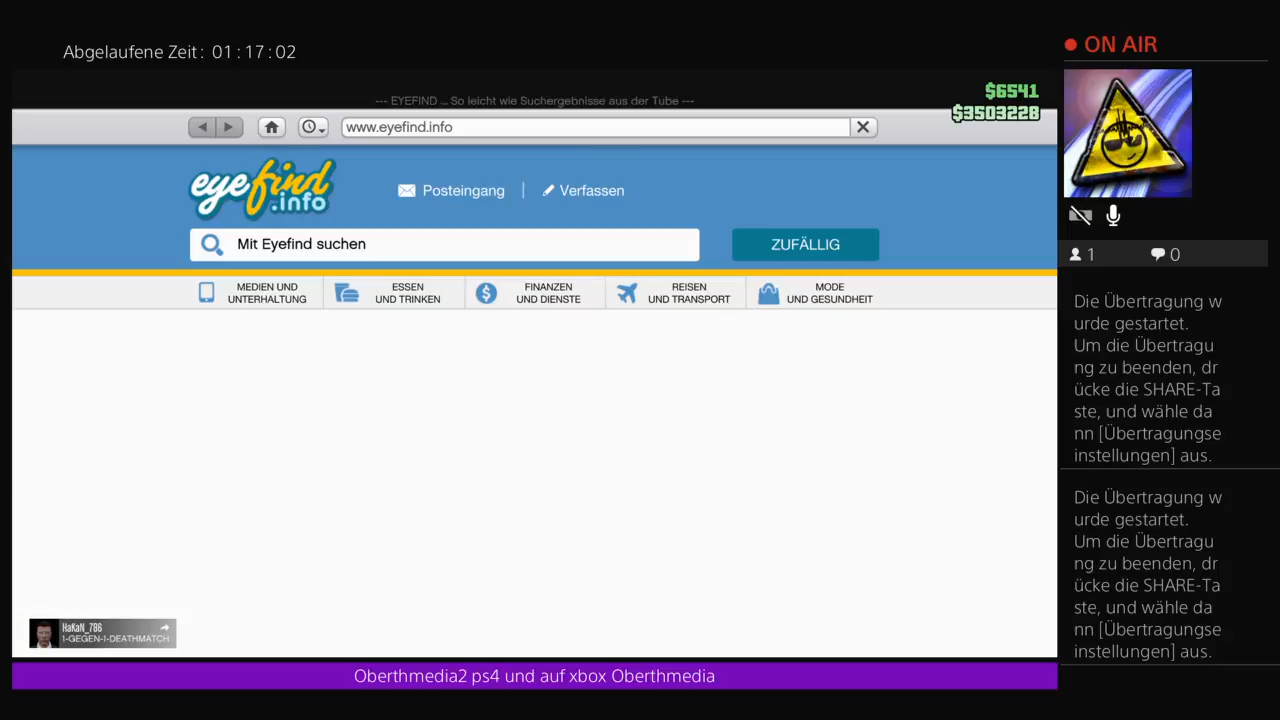 Abgelaufene Zeit: 01:17:02
ON AIR
--- EYEFIND ... So leicht wie Suchergebnisse aus der Tube ---
$6541
$3503228
www.eyefind.info
eyefind
.info
Posteingang | Verfassen
Mit Eyefind suchen
ZUFÄLLIG
MEDIEN UND
UNTERHALTUNG
ESSEN
UND TRINKEN
FINANZEN
UND DIENSTE
REISEN
UND TRANSPORT
MODE
UND GESUNDHEIT
1
0
Die Übertragung w
urde gestartet.
Um die Übertragu
ng zu beenden, dr
ücke die SHARE-Ta
ste, und wähle da
nn [Übertragungse
instellungen] aus.
Die Übertragung w
urde gestartet.
Um die Übertragu
ng zu beenden, dr
ücke die SHARE-Ta
ste, und wähle da
nn [Übertragungse
instellungen] aus.
HaKaN_786
1-GEGEN-1-DEATHMATCH
Oberthmedia2 ps4 und auf xbox Oberthmedia